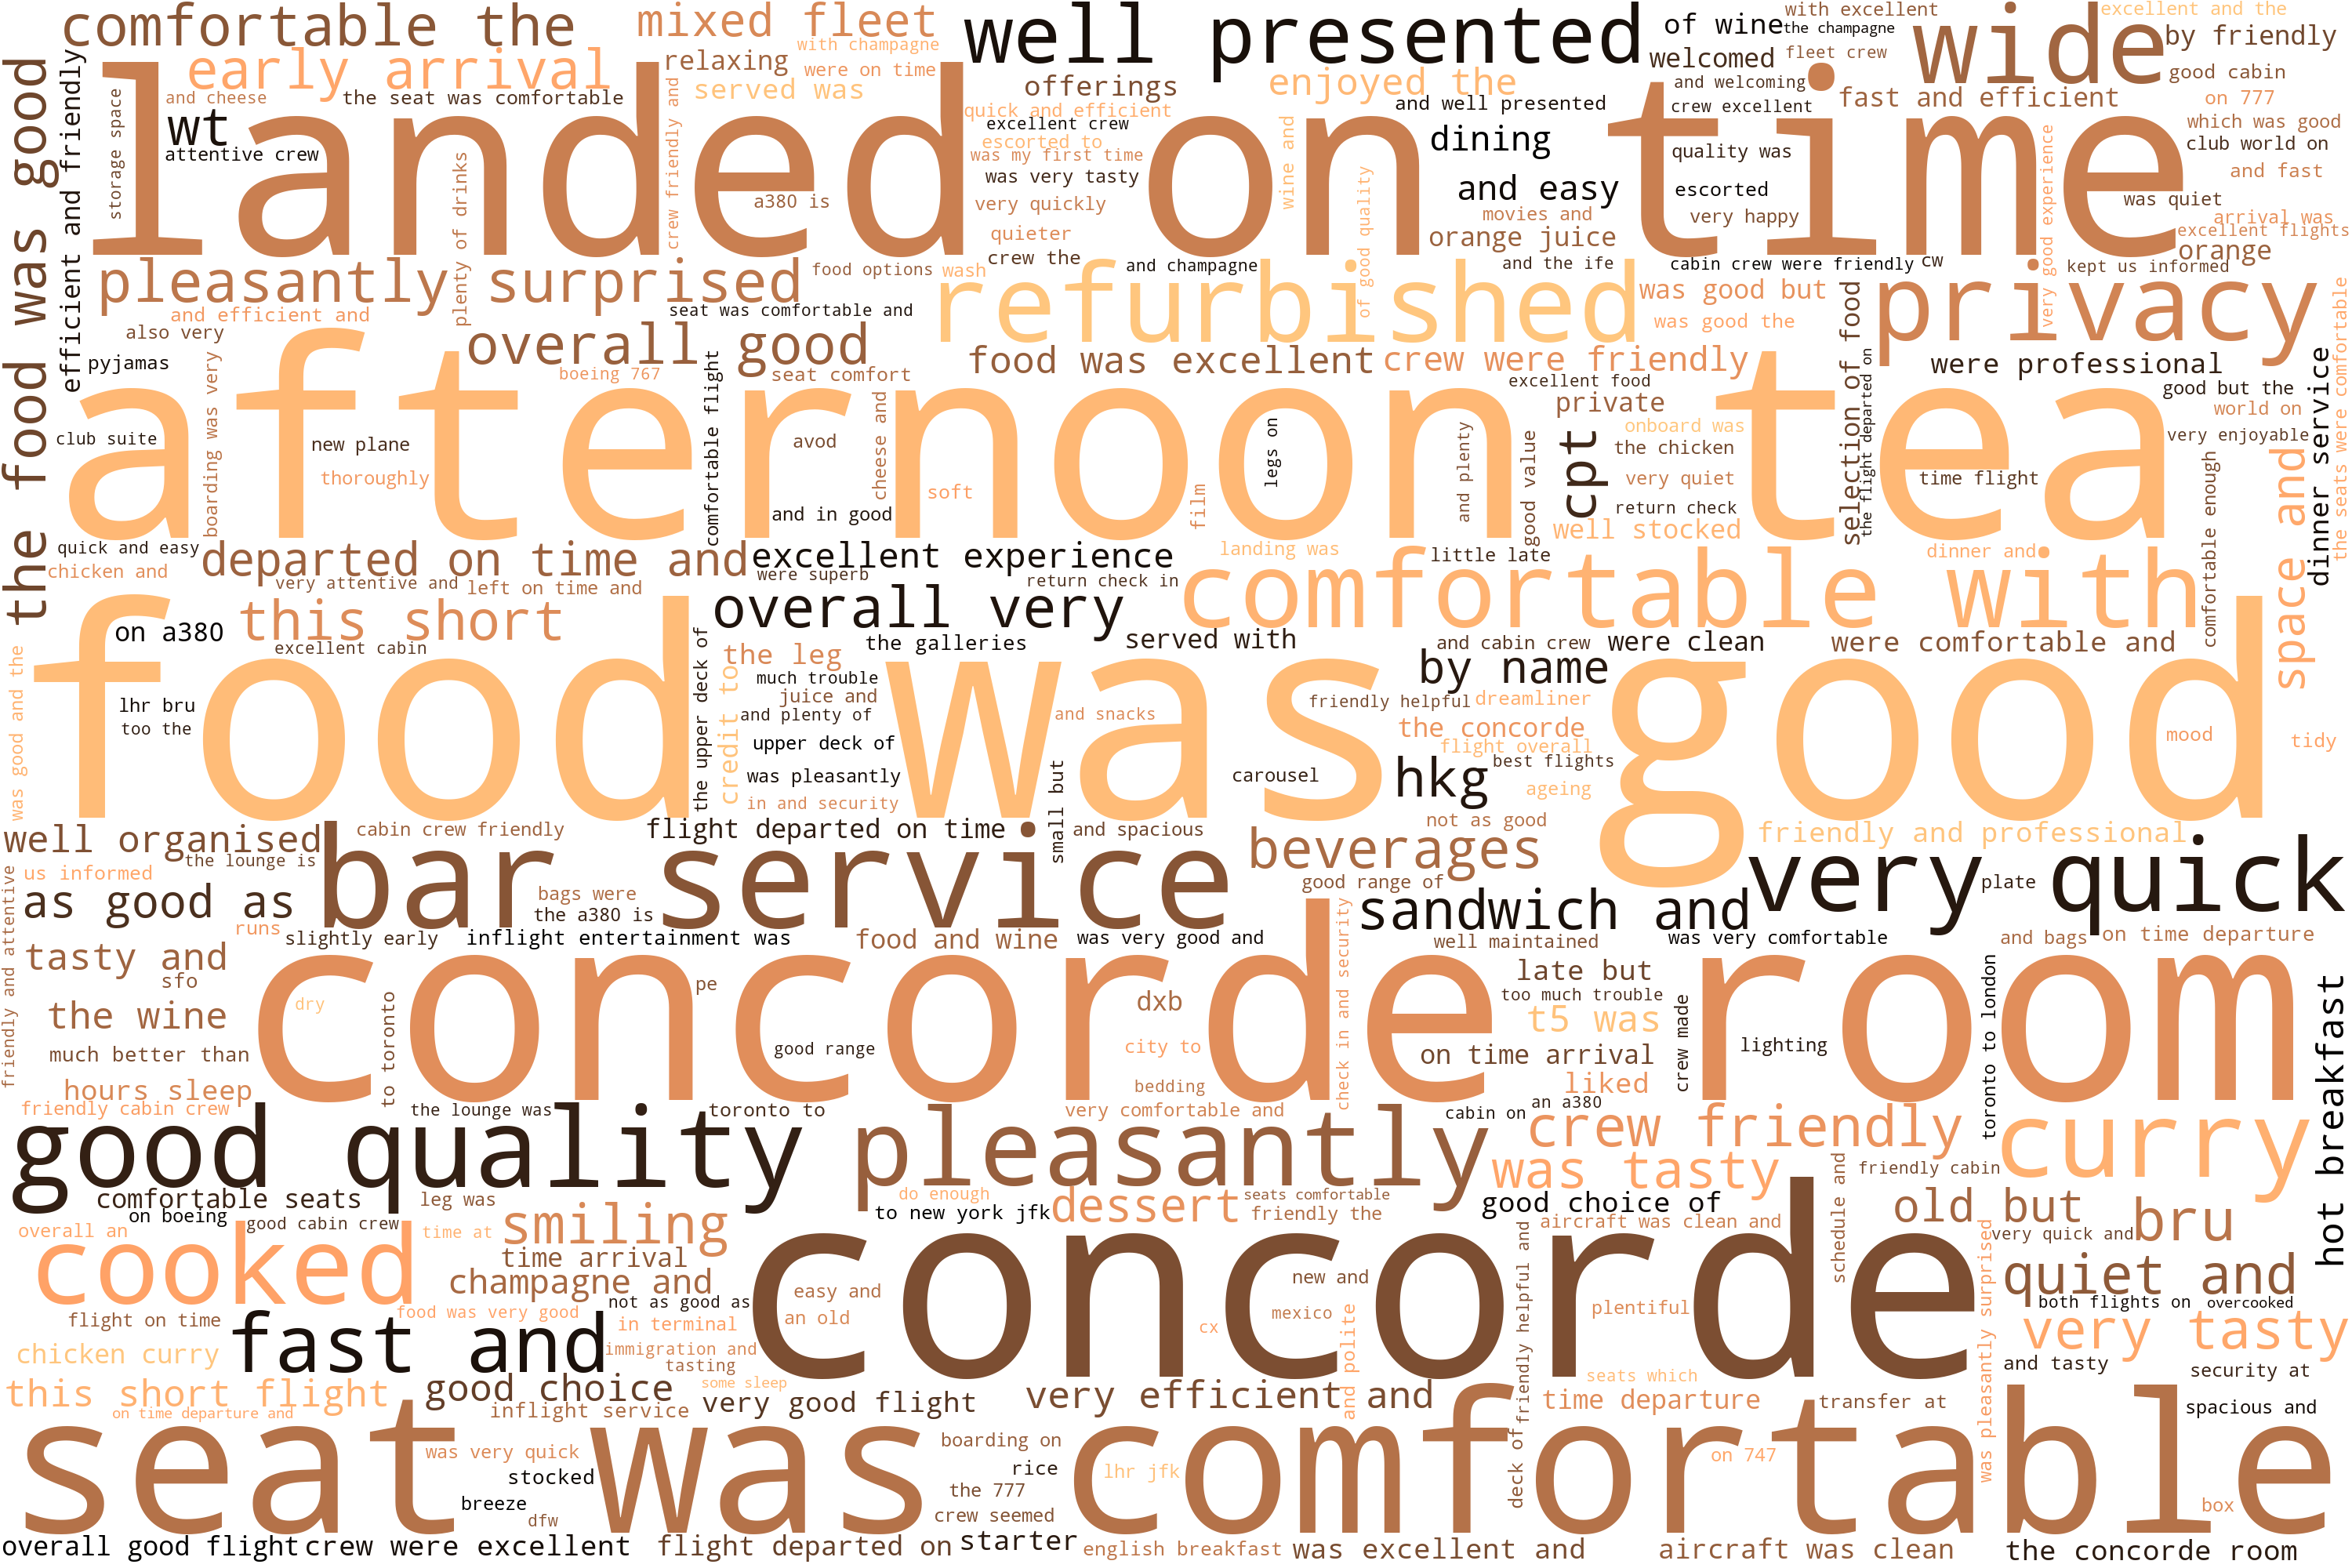 comfortable the
mixed fleet
well presented
of wine
the champagne
with excellent
excellent and the
wide
by friendly
early arrival
relaxing
with champagne
were on time
served was
offerings
enjoyed the
welcomed
fleet crew
and welcoming
crew excellent
good cabin
on 777
fast and efficient
which was good
club world on
and fast
was quiet
arrival was
excellent flights
orange
and cheese
the seat was comfortable
wt
attentive crew
storage space
efficient and friendly
the food was good
landed on time
plenty of drinks
crew friendly and
a380 is
quick and efficient
excellent crew
escorted to
was my first time
was very tasty
very quickly
quieter
crew the
wine and
of good quality
and well presented
dining
and easy
movies and
orange juice
quality was
escorted
very happy
very good experience
pleasantly surprised
food options
wash
and champagne
and the ife
cabin crew were friendly
cw
kept us informed
and efficient and
also very
pyjamas
seat was comfortable and
refurbished
was good but
was good the
privacy
the seats were comfortable
overall good
boeing 767
seat comfort
food was excellent
crew were friendly
selection of food
the flight departed on
were professional
good but the
world on
very enjoyable
dinner service
afternoon tea
club suite
new plane
thoroughly
boarding was very
comfortable flight
avod
cheese and
soft
and in good
film
legs on
and plenty
good value
excellent food
private
cpt
onboard was
the chicken
very quiet
return check
well stocked
time flight
comfortable enough
space and
quick and easy
chicken and
departed on time and
very attentive and
left on time and
excellent experience
were superb
landing was
return check in
little late
dinner and
comfortable with
this short
on a380
excellent cabin
overall very
the galleries
served with
and cabin crew
were clean
were comfortable and
food was good
was good and the
lhr bru
too the
the upper deck of
credit to
the leg
much trouble
juice and
and plenty of
upper deck of
was pleasantly
in and security
and snacks
by name
friendly helpful
dreamliner
the concorde
flight overall
best flights
hkg
ageing
carousel
small but
mood
tidy
well organised
the lounge is
us informed
friendly and attentive
cabin crew friendly
flight departed on time
and spacious
not as good
beverages
friendly and professional
very quick
plate
as good as
runs
bar service
bags were
the a380 is
good range of
sandwich and
slightly early
inflight entertainment was
food and wine
was very good and
check in and security
well maintained
was very comfortable
and bags
on time departure
tasty and
sfo
the wine
much better than
hours sleep
concorde room
dry
to toronto
pe
good range
dxb
city to
bedding
late but
too much trouble
t5 was
on time arrival
liked
crew made
lighting
toronto to london
hot breakfast
friendly cabin crew
the lounge was
toronto to
very comfortable and
cabin on
an a380
good quality
pleasantly
crew friendly
curry
was tasty
friendly cabin
comfortable seats
leg was
on boeing
good cabin crew
overall an
time at
smiling
do enough
to new york jfk
dessert
seats comfortable
friendly the
good choice of
aircraft was clean and
schedule and
old but
bru
very quick and
cooked
time arrival
champagne and
not as good as
food was very good
flight on time
concorde
easy and
an old
new and
mexico
cx
and polite
deck of
friendly helpful and
plentiful
was pleasantly surprised
quiet and
both flights on
overcooked
very tasty
chicken curry
fast and
in terminal
immigration and
tasting
some sleep
and tasty
security at
this short flight
on time departure and
good choice
inflight service
very good flight
very efficient and
seats which
time departure
transfer at
spacious and
seat was comfortable
was very quick
stocked
breeze
dfw
boarding on
rice
the 777
crew seemed
lhr jfk
on 747
box
overall good flight
crew were excellent
flight departed on
starter
english breakfast
was excellent and
aircraft was clean
the concorde room